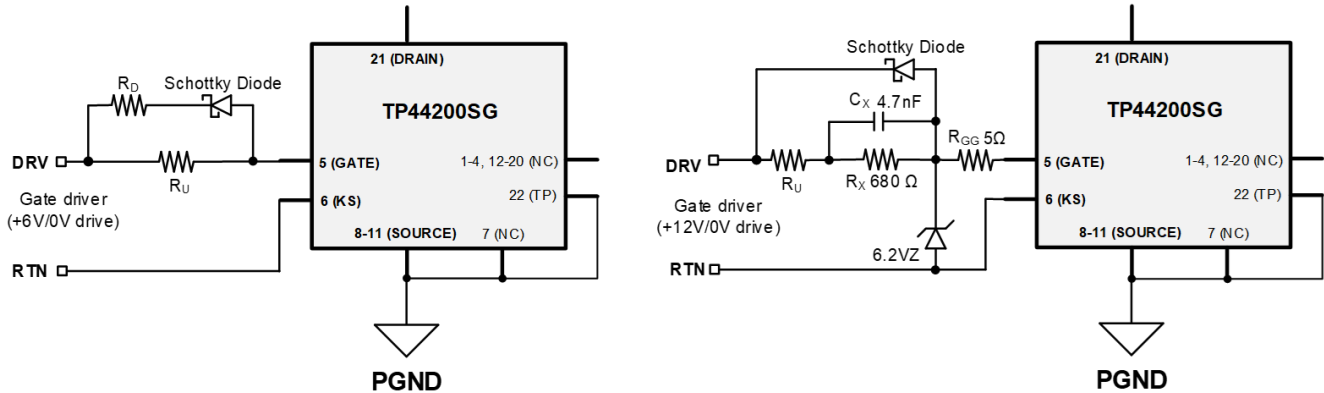 21 (DRAIN)
Schottky Diode
R_D
TP44200SG
DRV
5 (GATE)
1-4, 12-20 (NC)
R_U
Gate driver
(+6V/0V drive)
6 (KS)
22 (TP)
8-11 (SOURCE)
7 (NC)
RTN
PGND
Schottky Diode
21 (DRAIN)
C_X 4.7nF
TP44200SG
R_GG 5Ω
DRV
5 (GATE)
1-4, 12-20 (NC)
R_U
R_X 680 Ω
Gate driver
(+12V/0V drive)
6 (KS)
22 (TP)
8-11 (SOURCE)
7 (NC)
6.2VZ
RTN
PGND